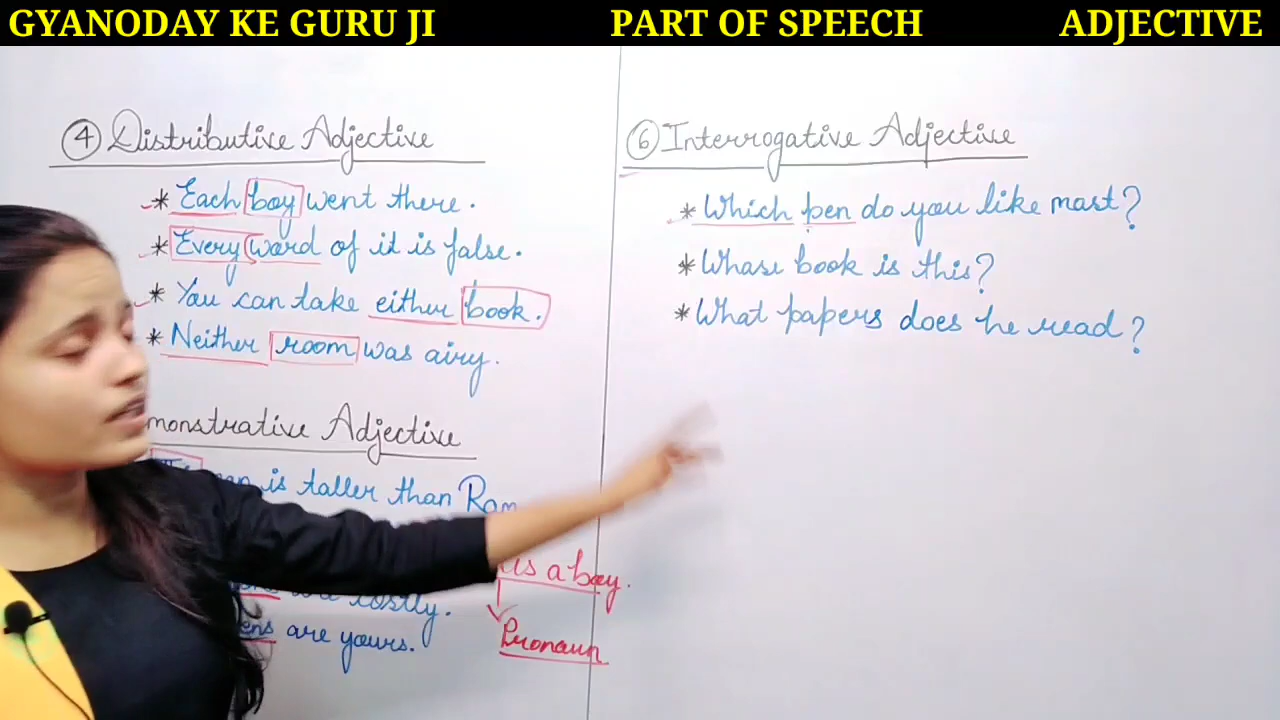 GYANODAY KE GURU JI PART OF SPEECH ADJECTIVE
④ Distributive Adjective
* Each boy went there.
* Every word of it is false.
* You can take either book.
* Neither room was airy.
monstrative Adjective
is taller than Ram
is a boy.
Pronoun
are costly.
ens are yours.
⑥ Interrogative Adjective
* Which pen do you like most?
* Whose book is this?
* What papers does he read?